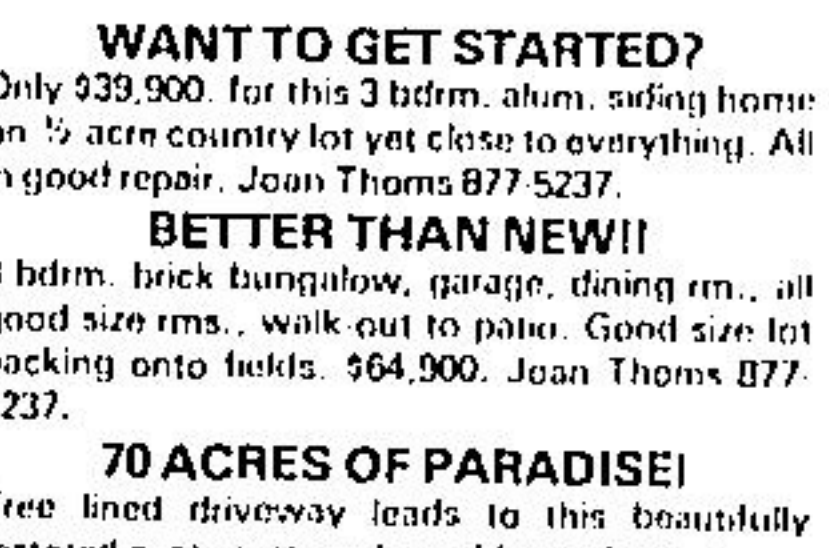 WANT TO GET STARTED?
Only $39,900. for this 3 bdrm. alum. siding home
on ½ acre country lot yet close to everything. All
in good repair. Joan Thoms 877-5237.
BETTER THAN NEW!!
bdrm. brick bungalow, garage, dining rm., all
good size rms., walk-out to patio. Good size lot
backing onto fields. $64,900. Joan Thoms 877-
5237.
70 ACRES OF PARADISE!
Tree lined driveway leads to this beautifully